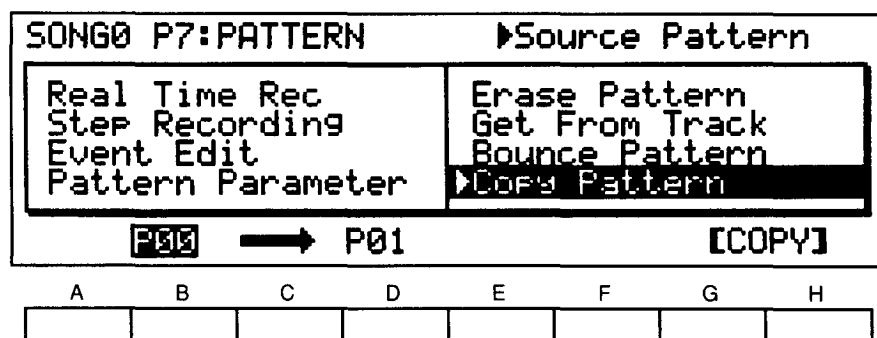 SONG0 P7:PATTERN ▶Source Pattern
Real Time Rec
Step Recording
Event Edit
Pattern Parameter
Erase Pattern
Get From Track
Bounce Pattern
▶Copy Pattern
P00 → P01 [COPY]
A B C D E F G H